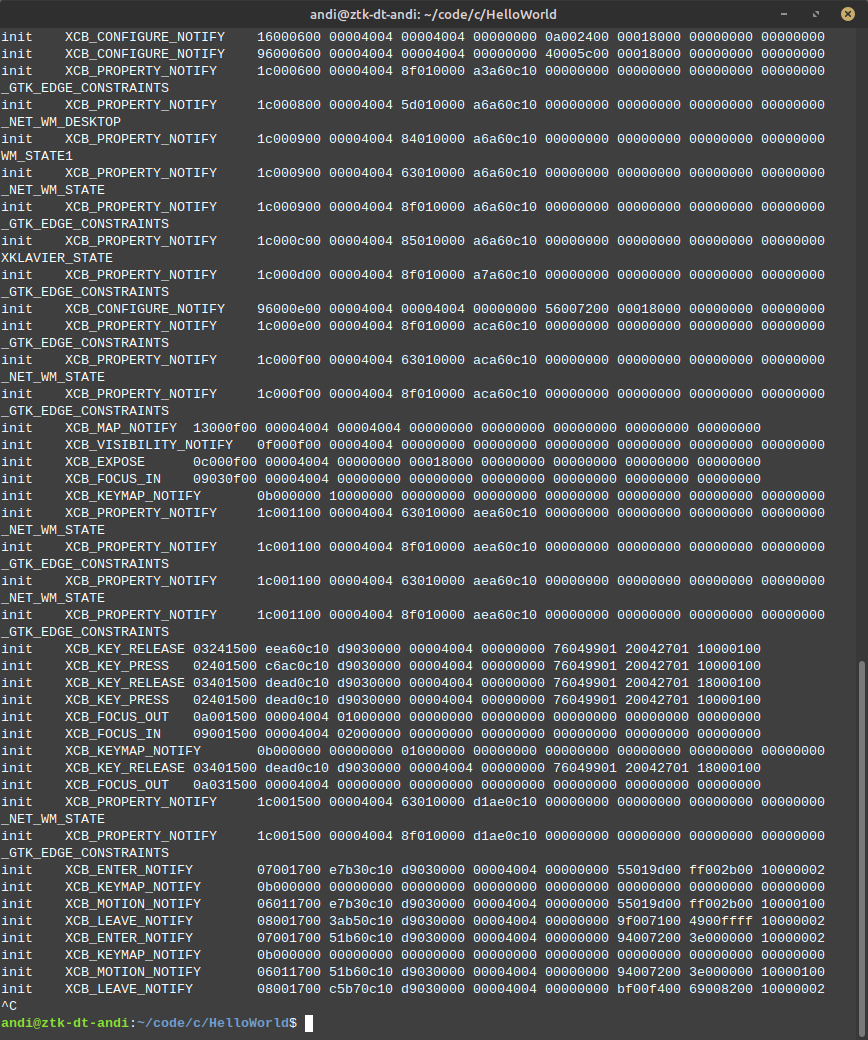 andi@ztk-dt-andi: ~/code/c/HelloWorld
init    XCB_CONFIGURE_NOTIFY    16000600 00004004 00004004 00000000 0a002400 00018000 00000000 00000000
init    XCB_CONFIGURE_NOTIFY    96000600 00004004 00004004 00000000 40005c00 00018000 00000000 00000000
init    XCB_PROPERTY_NOTIFY     1c000600 00004004 8f010000 a3a60c10 00000000 00000000 00000000 00000000
_GTK_EDGE_CONSTRAINTS
init    XCB_PROPERTY_NOTIFY     1c000800 00004004 5d010000 a6a60c10 00000000 00000000 00000000 00000000
_NET_WM_DESKTOP
init    XCB_PROPERTY_NOTIFY     1c000900 00004004 84010000 a6a60c10 00000000 00000000 00000000 00000000
WM_STATE1
init    XCB_PROPERTY_NOTIFY     1c000900 00004004 63010000 a6a60c10 00000000 00000000 00000000 00000000
_NET_WM_STATE
init    XCB_PROPERTY_NOTIFY     1c000900 00004004 8f010000 a6a60c10 00000000 00000000 00000000 00000000
_GTK_EDGE_CONSTRAINTS
init    XCB_PROPERTY_NOTIFY     1c000c00 00004004 85010000 a6a60c10 00000000 00000000 00000000 00000000
XKLAVIER_STATE
init    XCB_PROPERTY_NOTIFY     1c000d00 00004004 8f010000 a7a60c10 00000000 00000000 00000000 00000000
_GTK_EDGE_CONSTRAINTS
init    XCB_CONFIGURE_NOTIFY    96000e00 00004004 00004004 00000000 56007200 00018000 00000000 00000000
init    XCB_PROPERTY_NOTIFY     1c000e00 00004004 8f010000 aca60c10 00000000 00000000 00000000 00000000
_GTK_EDGE_CONSTRAINTS
init    XCB_PROPERTY_NOTIFY     1c000f00 00004004 63010000 aca60c10 00000000 00000000 00000000 00000000
_NET_WM_STATE
init    XCB_PROPERTY_NOTIFY     1c000f00 00004004 8f010000 aca60c10 00000000 00000000 00000000 00000000
_GTK_EDGE_CONSTRAINTS
init    XCB_MAP_NOTIFY  13000f00 00004004 00004004 00000000 00000000 00000000 00000000 00000000
init    XCB_VISIBILITY_NOTIFY   0f000f00 00004004 00000000 00000000 00000000 00000000 00000000 00000000
init    XCB_EXPOSE      0c000f00 00004004 00000000 00018000 00000000 00000000 00000000 00000000
init    XCB_FOCUS_IN    09030f00 00004004 00000000 00000000 00000000 00000000 00000000 00000000
init    XCB_KEYMAP_NOTIFY       0b000000 10000000 00000000 00000000 00000000 00000000 00000000 00000000
init    XCB_PROPERTY_NOTIFY     1c001100 00004004 63010000 aea60c10 00000000 00000000 00000000 00000000
_NET_WM_STATE
init    XCB_PROPERTY_NOTIFY     1c001100 00004004 8f010000 aea60c10 00000000 00000000 00000000 00000000
_GTK_EDGE_CONSTRAINTS
init    XCB_PROPERTY_NOTIFY     1c001100 00004004 63010000 aea60c10 00000000 00000000 00000000 00000000
_NET_WM_STATE
init    XCB_PROPERTY_NOTIFY     1c001100 00004004 8f010000 aea60c10 00000000 00000000 00000000 00000000
_GTK_EDGE_CONSTRAINTS
init    XCB_KEY_RELEASE 03241500 eea60c10 d9030000 00004004 00000000 76049901 20042701 10000100
init    XCB_KEY_PRESS   02401500 c6ac0c10 d9030000 00004004 00000000 76049901 20042701 10000100
init    XCB_KEY_RELEASE 03401500 dead0c10 d9030000 00004004 00000000 76049901 20042701 18000100
init    XCB_KEY_PRESS   02401500 dead0c10 d9030000 00004004 00000000 76049901 20042701 10000100
init    XCB_FOCUS_OUT   0a001500 00004004 01000000 00000000 00000000 00000000 00000000 00000000
init    XCB_FOCUS_IN    09001500 00004004 02000000 00000000 00000000 00000000 00000000 00000000
init    XCB_KEYMAP_NOTIFY       0b000000 00000000 01000000 00000000 00000000 00000000 00000000 00000000
init    XCB_KEY_RELEASE 03401500 dead0c10 d9030000 00004004 00000000 76049901 20042701 18000100
init    XCB_FOCUS_OUT   0a031500 00004004 00000000 00000000 00000000 00000000 00000000 00000000
init    XCB_PROPERTY_NOTIFY     1c001500 00004004 63010000 d1ae0c10 00000000 00000000 00000000 00000000
_NET_WM_STATE
init    XCB_PROPERTY_NOTIFY     1c001500 00004004 8f010000 d1ae0c10 00000000 00000000 00000000 00000000
_GTK_EDGE_CONSTRAINTS
init    XCB_ENTER_NOTIFY        07001700 e7b30c10 d9030000 00004004 00000000 55019d00 ff002b00 10000002
init    XCB_KEYMAP_NOTIFY       0b000000 00000000 00000000 00000000 00000000 00000000 00000000 00000000
init    XCB_MOTION_NOTIFY       06011700 e7b30c10 d9030000 00004004 00000000 55019d00 ff002b00 10000100
init    XCB_LEAVE_NOTIFY        08001700 3ab50c10 d9030000 00004004 00000000 9f007100 4900ffff 10000002
init    XCB_ENTER_NOTIFY        07001700 51b60c10 d9030000 00004004 00000000 94007200 3e000000 10000002
init    XCB_KEYMAP_NOTIFY       0b000000 00000000 00000000 00000000 00000000 00000000 00000000 00000000
init    XCB_MOTION_NOTIFY       06011700 51b60c10 d9030000 00004004 00000000 94007200 3e000000 10000100
init    XCB_LEAVE_NOTIFY        08001700 c5b70c10 d9030000 00004004 00000000 bf00f400 69008200 10000002
^C
andi@ztk-dt-andi:~/code/c/HelloWorld$